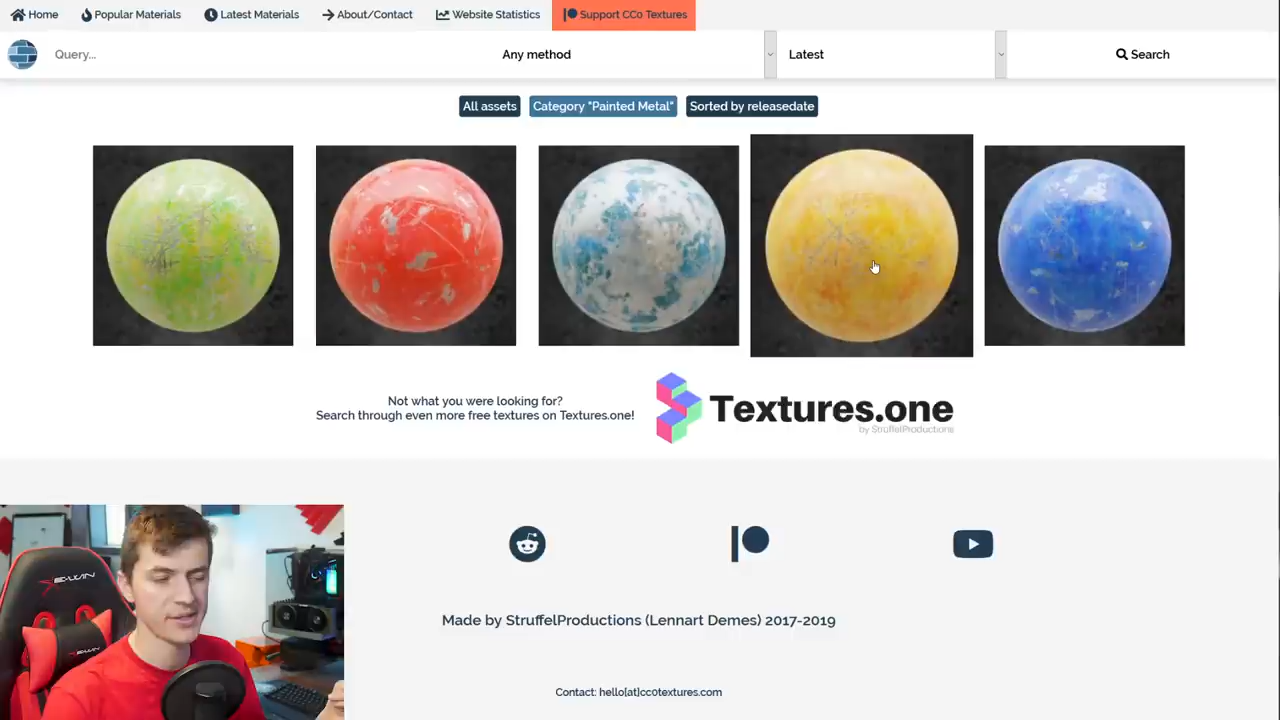 Home
Popular Materials
Latest Materials
About/Contact
Website Statistics
Support CC0 Textures
Query...
Any method
Latest
Search
All assets
Category "Painted Metal"
Sorted by releasedate
Not what you were looking for?
Search through even more free textures on Textures.one!
Textures.one
by StruffelProductions
Made by StruffelProductions (Lennart Demes) 2017-2019
Contact: hello[at]cc0textures.com
E-WIN